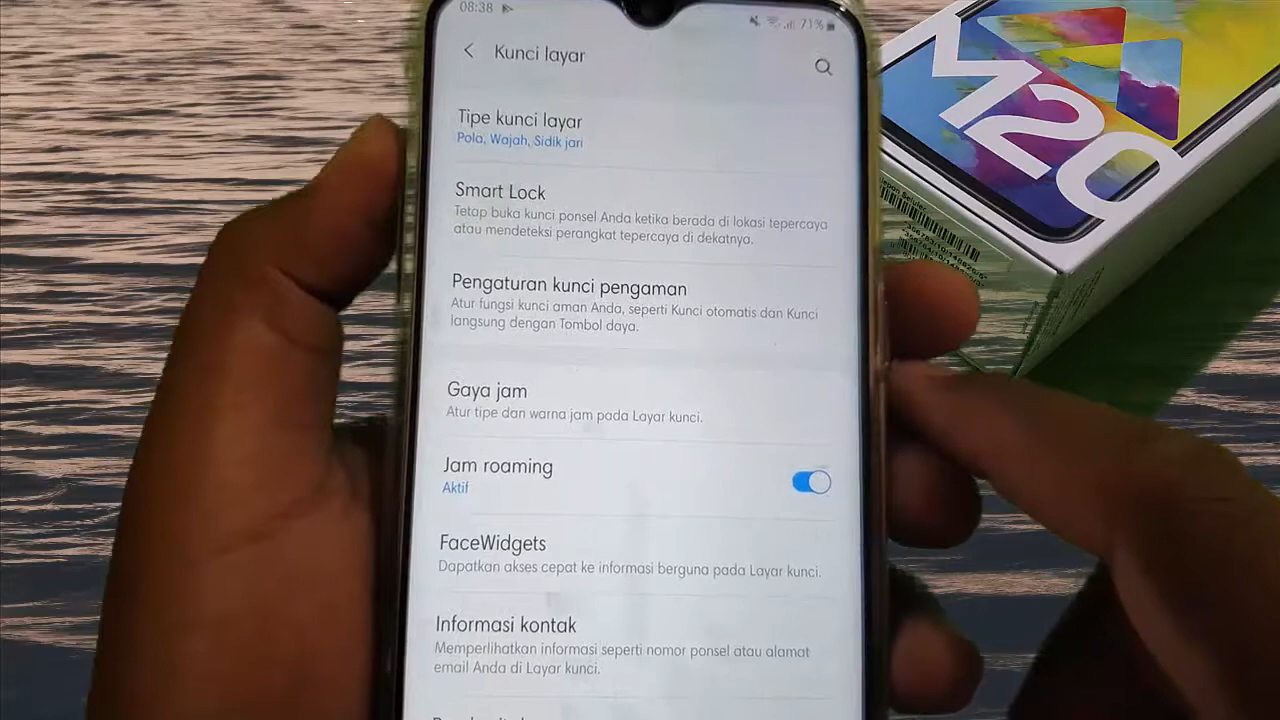 08:38
71%
Kunci layar
Tipe kunci layar
Pola, Wajah, Sidik jari
Smart Lock
Tetap buka kunci ponsel Anda ketika berada di lokasi tepercaya
atau mendeteksi perangkat tepercaya di dekatnya.
Pengaturan kunci pengaman
Atur fungsi kunci aman Anda, seperti Kunci otomatis dan Kunci
langsung dengan Tombol daya.
Gaya jam
Atur tipe dan warna jam pada Layar kunci.
Jam roaming
Aktif
FaceWidgets
Dapatkan akses cepat ke informasi berguna pada Layar kunci.
Informasi kontak
Memperlihatkan informasi seperti nomor ponsel atau alamat
email Anda di Layar kunci.
M20